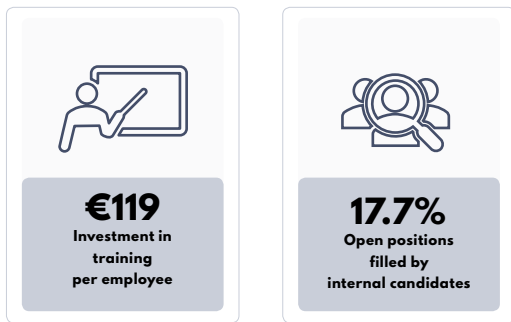 €119
Investment in
training
per employee
17.7%
Open positions
filled by
internal candidates